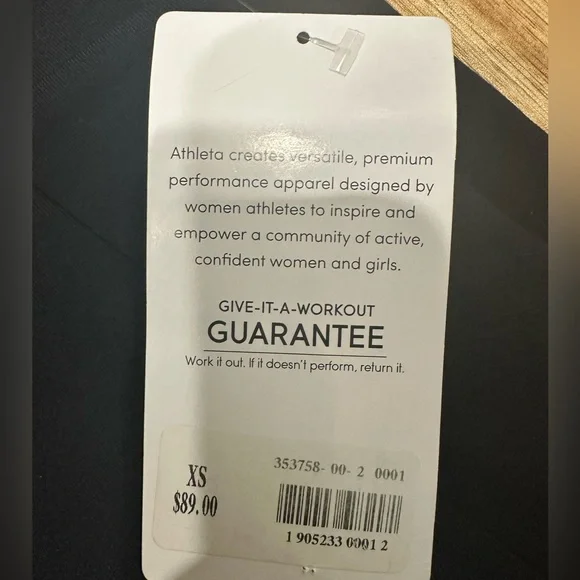 Athleta creates versatile, premium
performance apparel designed by
women athletes to inspire and
empower a community of active,
confident women and girls.
GIVE-IT-A-WORKOUT
GUARANTEE
Work it out. If it doesn't perform, return it.
XS
$89.00
353758- 00- 2 0001
1 905233 0001 2